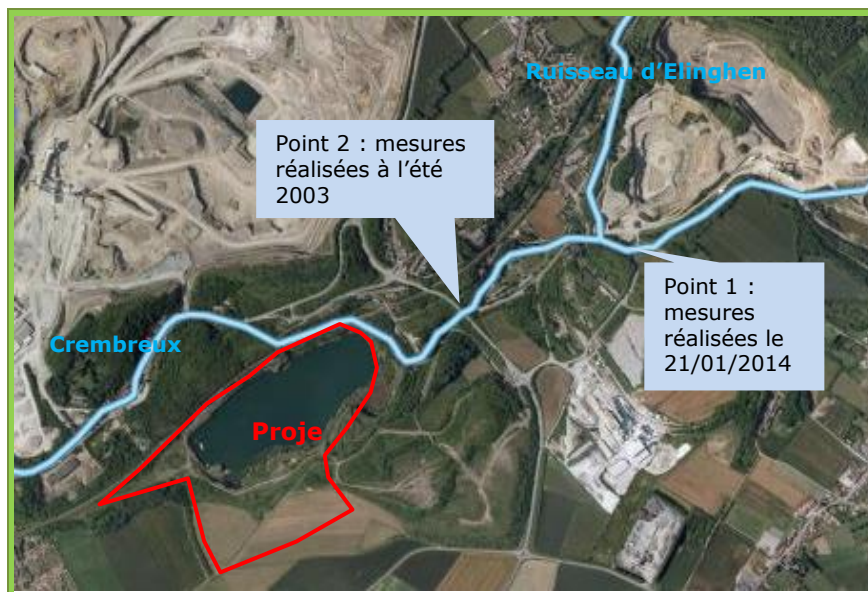 Ruisseau d'Elinghen
Point 2 : mesures
réalisées à l'été
2003
Point 1 :
mesures
réalisées le
21/01/2014
Crembreux
Proje